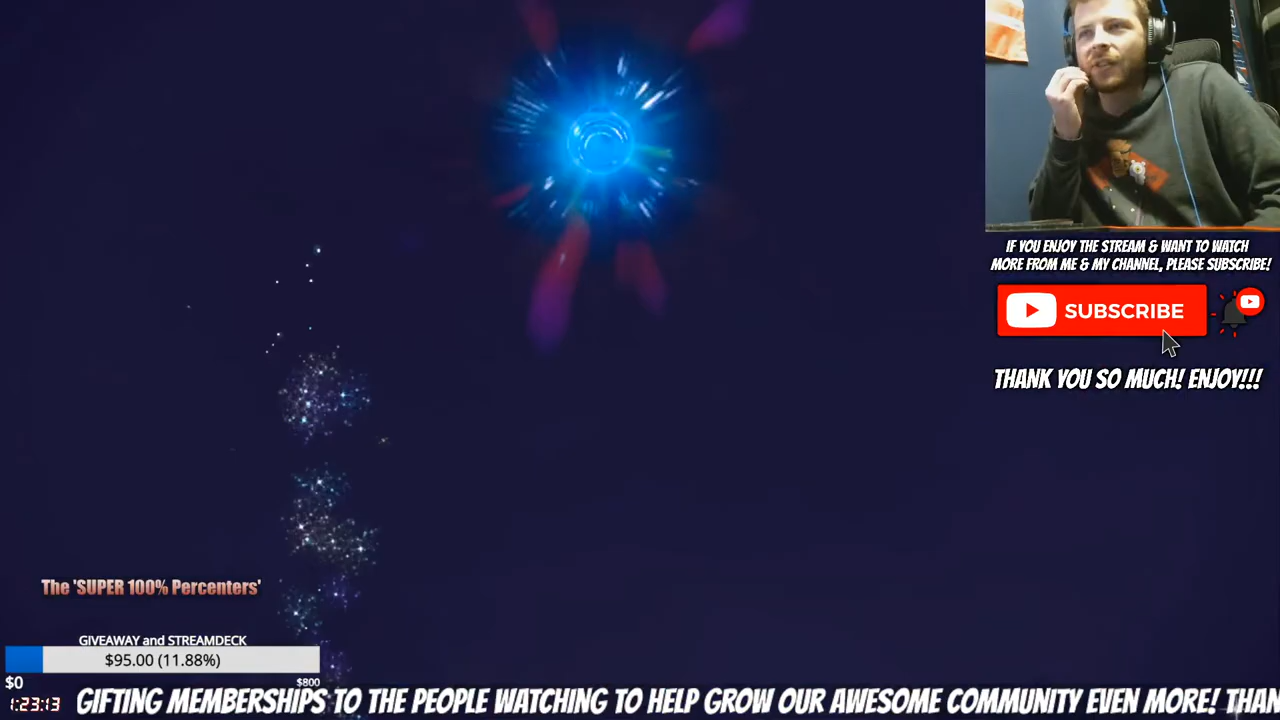 IF YOU ENJOY THE STREAM & WANT TO WATCH
MORE FROM ME & MY CHANNEL, PLEASE SUBSCRIBE!
SUBSCRIBE
THANK YOU SO MUCH! ENJOY!!!
The 'SUPER 100% Percenters'
GIVEAWAY and STREAMDECK
$95.00 (11.88%)
$0
$800
1:23:13
GIFTING MEMBERSHIPS TO THE PEOPLE WATCHING TO HELP GROW OUR AWESOME COMMUNITY EVEN MORE! THAN